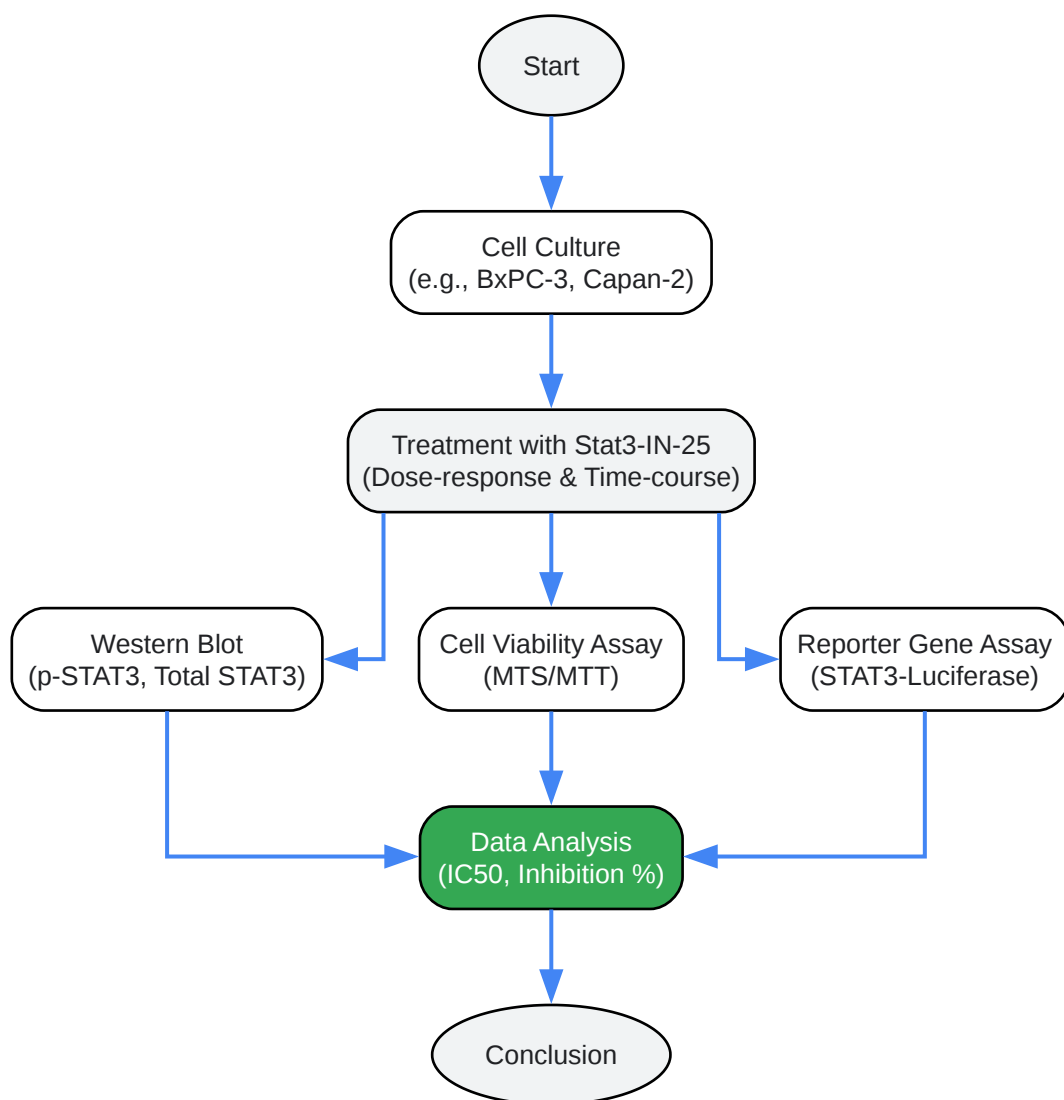 Start
Cell Culture
(e.g., BxPC-3, Capan-2)
Treatment with Stat3-IN-25
(Dose-response & Time-course)
Western Blot
(p-STAT3, Total STAT3)
Cell Viability Assay
(MTS/MTT)
Reporter Gene Assay
(STAT3-Luciferase)
Data Analysis
(IC50, Inhibition %)
Conclusion